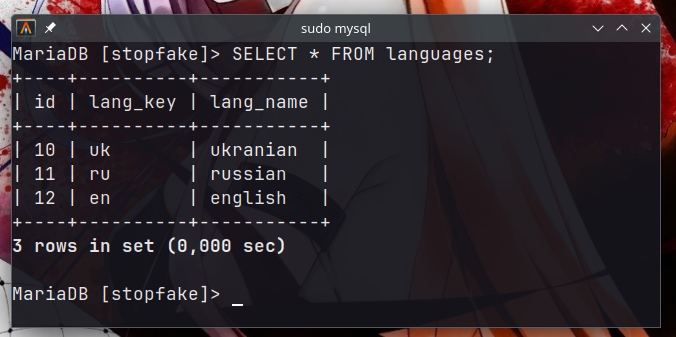 sudo mysql
MariaDB [stopfake]> SELECT * FROM languages;
+----+----------+-----------+
| id | lang_key | lang_name |
+----+----------+-----------+
| 10 | uk       | ukranian  |
| 11 | ru       | russian   |
| 12 | en       | english   |
+----+----------+-----------+
3 rows in set (0,000 sec)
MariaDB [stopfake]> _